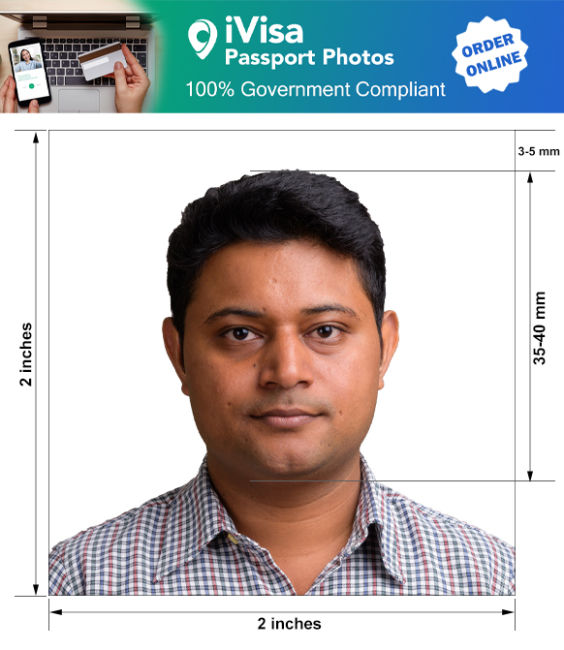 iVisa
Passport Photos
100% Government Compliant
ORDER
ONLINE
3-5 mm
35-40 mm
2 inches
2 inches